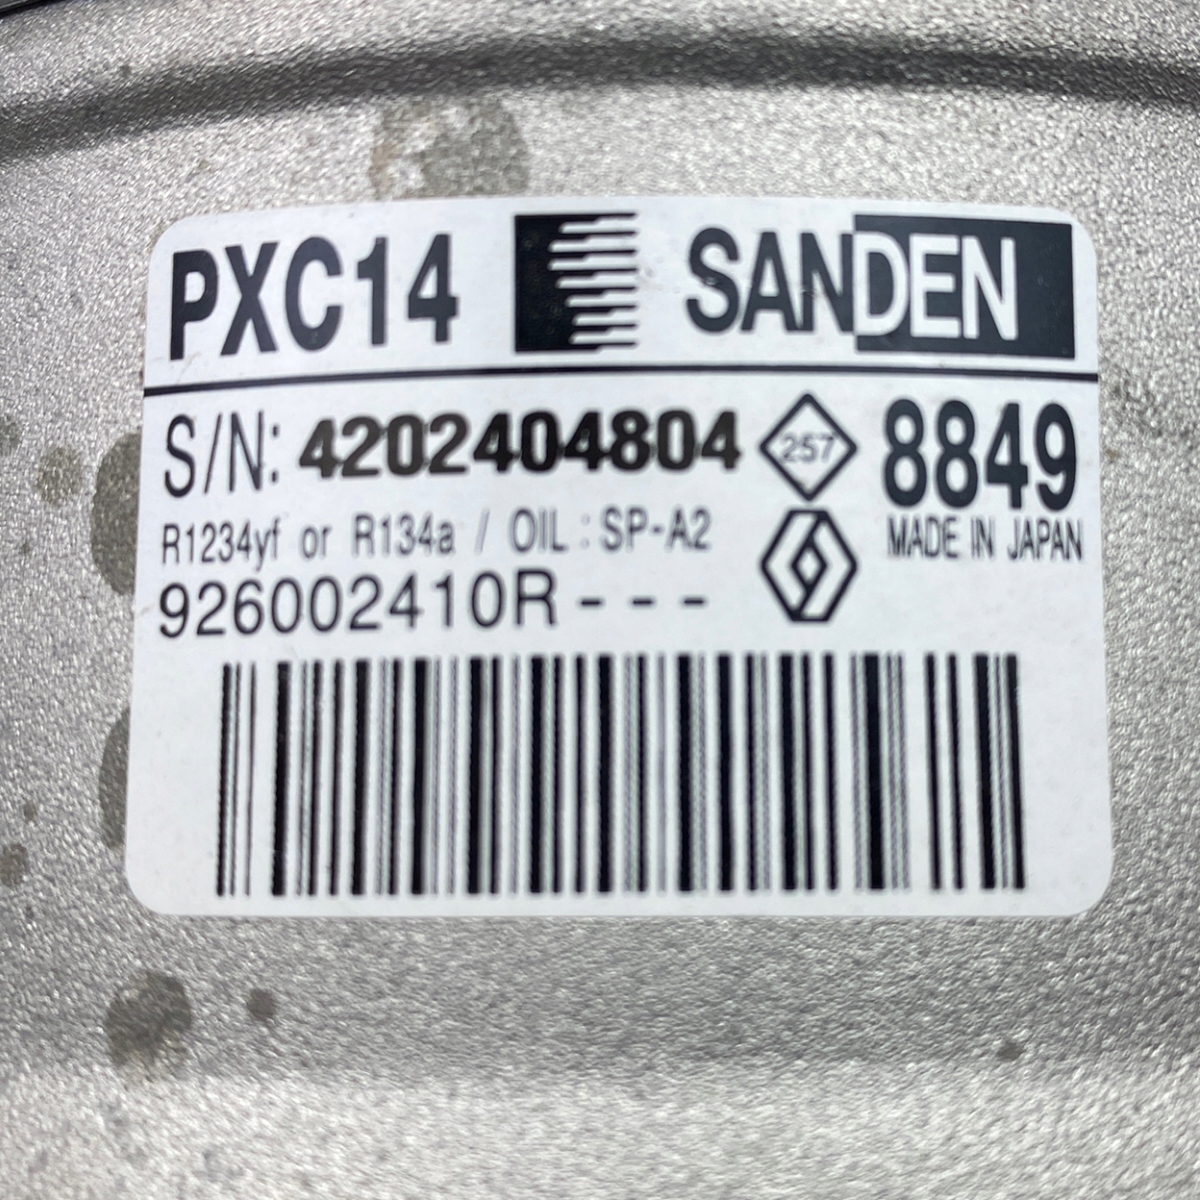 PXC14 SANDEN
S/N: 4202404804 257 8849
R1234yf or R134a / OIL : SP-A2 MADE IN JAPAN
926002410R - - -